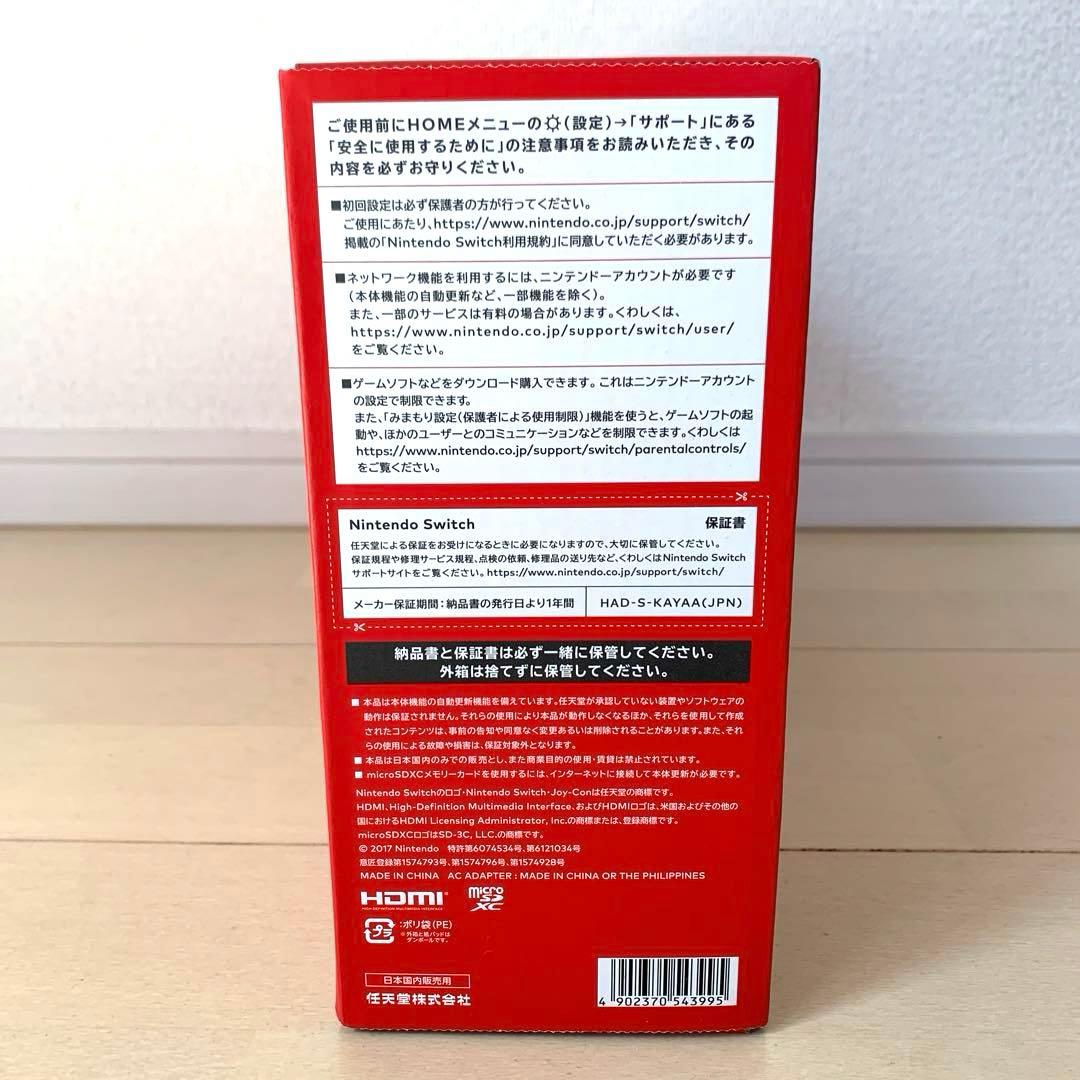 ご使用前にHOMEメニューの(設定)→「サポート」にある
「安全に使用するために」の注意事項をお読みいただき、その
内容を必ずお守りください。
■初回設定は必ず保護者の方が行ってください。
ご使用にあたり、https://www.nintendo.co.jp/support/switch/
掲載の「Nintendo Switch利用規約」に同意していただく必要があります。
■ネットワーク機能を利用するには、ニンテンドーアカウントが必要です
(本体機能の自動更新など、一部機能を除く)。
また、一部のサービスは有料の場合があります。くわしくは、
https://www.nintendo.co.jp/support/switch/user/
をご覧ください。
■ゲームソフトなどをダウンロード購入できます。これはニンテンドーアカウント
の設定で制限できます。
また、「みまもり設定(保護者による使用制限)」機能を使うと、ゲームソフトの起
動や、ほかのユーザーとのコミュニケーションなどを制限できます。くわしくは
https://www.nintendo.co.jp/support/switch/parentalcontrols/
をご覧ください。
Nintendo Switch 保証書
任天堂による保証をお受けになるときに必要になりますので、大切に保管してください。
保証規程や修理サービス規程、点検の依頼、修理品の送り先など、くわしくはNintendo Switch
サポートサイトをご覧ください。https://www.nintendo.co.jp/support/switch/
メーカー保証期間:納品書の発行日より1年間 HAD-S-KAYAA(JPN)
納品書と保証書は必ず一緒に保管してください。
外箱は捨てずに保管してください。
■ 本品は本体機能の自動更新機能を備えています。任天堂が承認していない装置やソフトウェアの
動作は保証されません。それらの使用により本品が動作しなくなるほか、それらを使用して作成
されたコンテンツは、事前の告知や同意なく変更あるいは削除されることがあります。また、それ
らの使用による故障や損害は、保証対象外となります。
■ 本品は日本国内のみでの販売とし、また商業目的の使用・賃貸は禁止されています。
■ microSDXCメモリーカードを使用するには、インターネットに接続して本体更新が必要です。
Nintendo Switchのロゴ・Nintendo Switch・Joy-Conは任天堂の商標です。
HDMI、High-Definition Multimedia Interface、およびHDMIロゴは、米国およびその他の
国におけるHDMI Licensing Administrator, Inc.の商標または、登録商標です。
microSDXCロゴはSD-3C, LLC.の商標です。
© 2017 Nintendo 特許第6074534号、第6121034号
意匠登録第1574793号、第1574796号、第1574928号
MADE IN CHINA AC ADAPTER : MADE IN CHINA OR THE PHILIPPINES
HDMI micro SD XC
HIGH-DEFINITION MULTIMEDIA INTERFACE
プラ :ポリ袋(PE)
※外箱と紙パッドは
ダンボールです。
日本国内販売用
任天堂株式会社
4 902370 543995